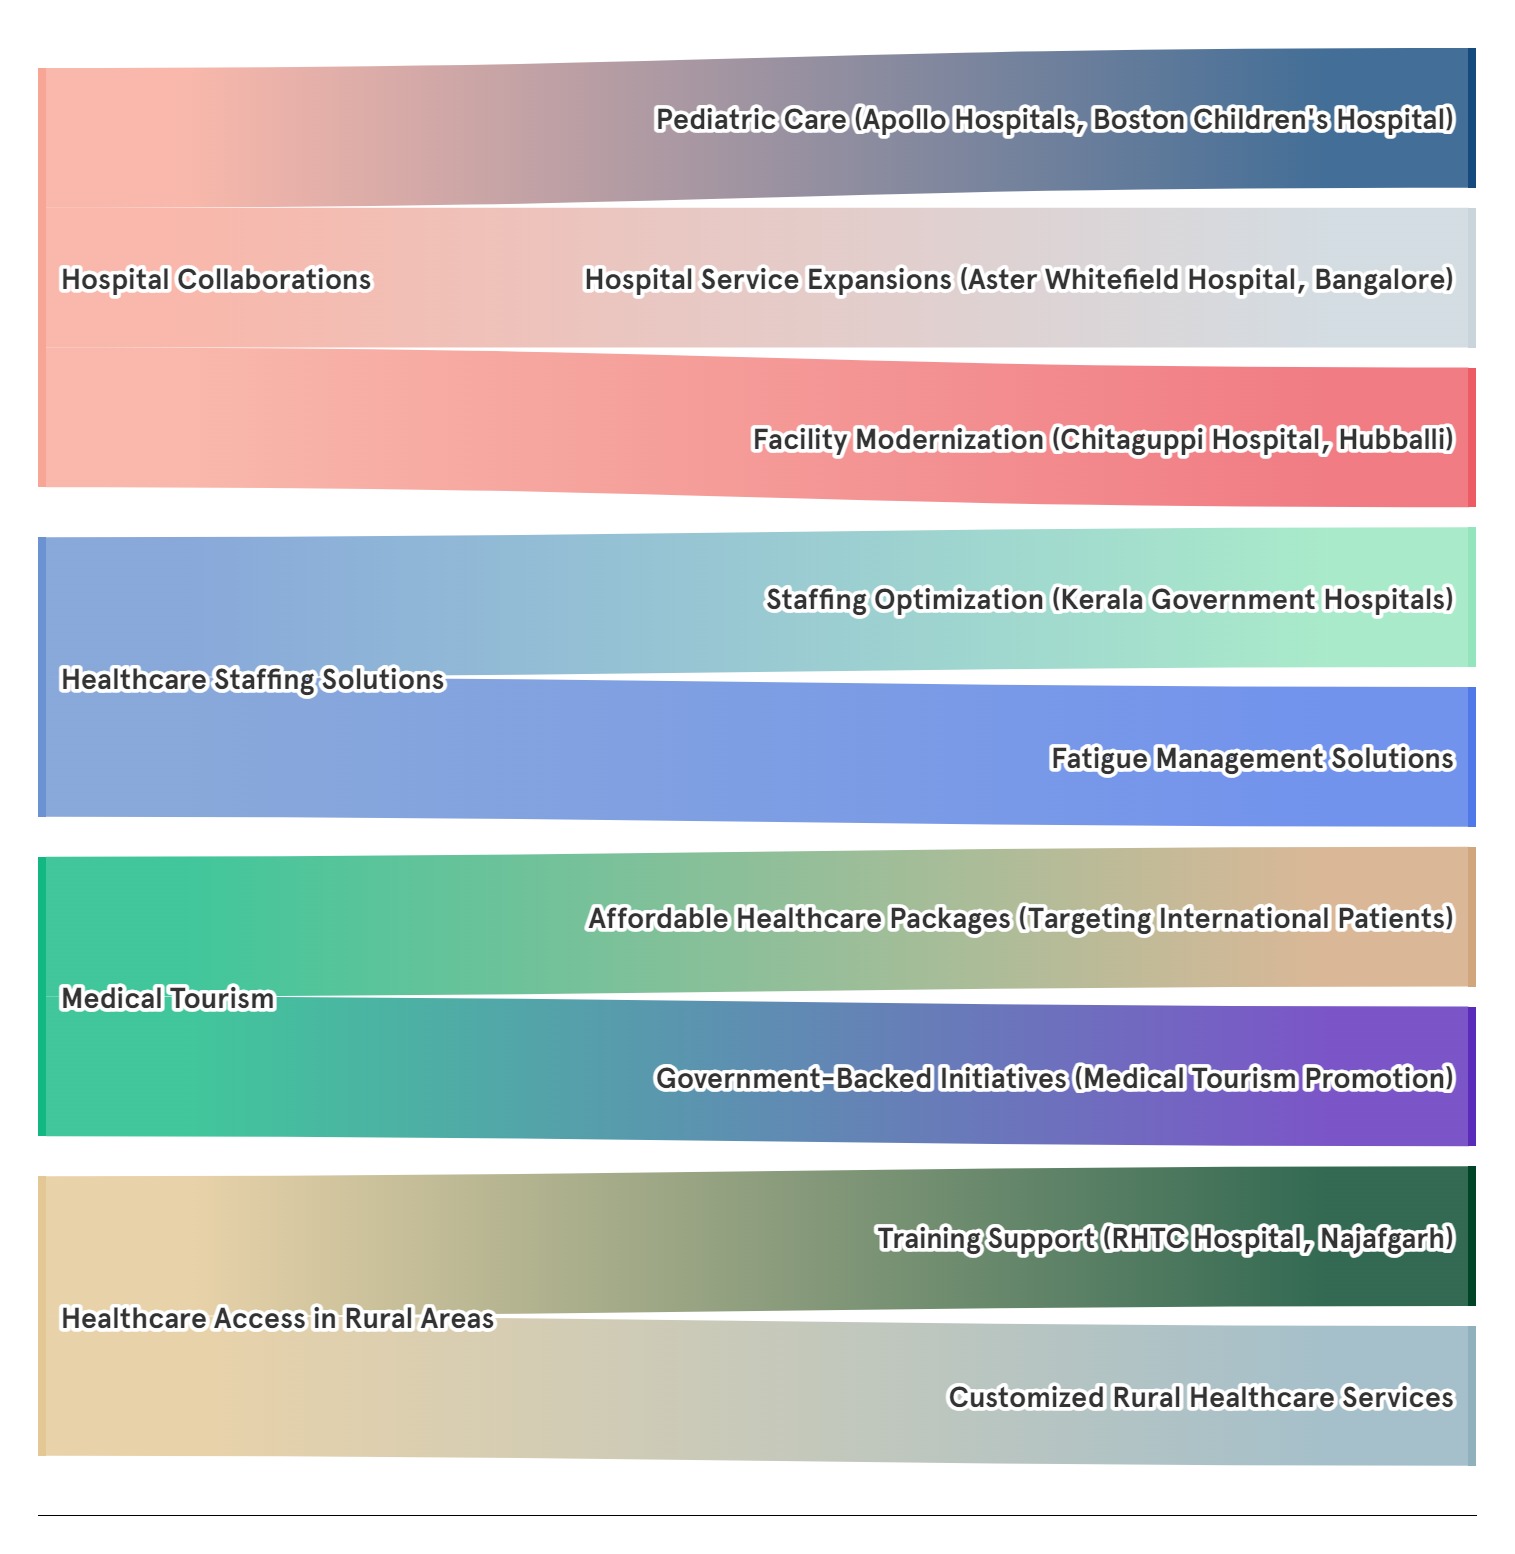 Pediatric Care (Apollo Hospitals, Boston Children's Hospital)
Hospital Collaborations
Hospital Service Expansions (Aster Whitefield Hospital, Bangalore)
Facility Modernization (Chitaguppi Hospital, Hubballi)
Staffing Optimization (Kerala Government Hospitals)
Healthcare Staffing Solutions
Fatigue Management Solutions
Affordable Healthcare Packages (Targeting International Patients)
Medical Tourism
Government-Backed Initiatives (Medical Tourism Promotion)
Training Support (RHTC Hospital, Najafgarh)
Healthcare Access in Rural Areas
Customized Rural Healthcare Services